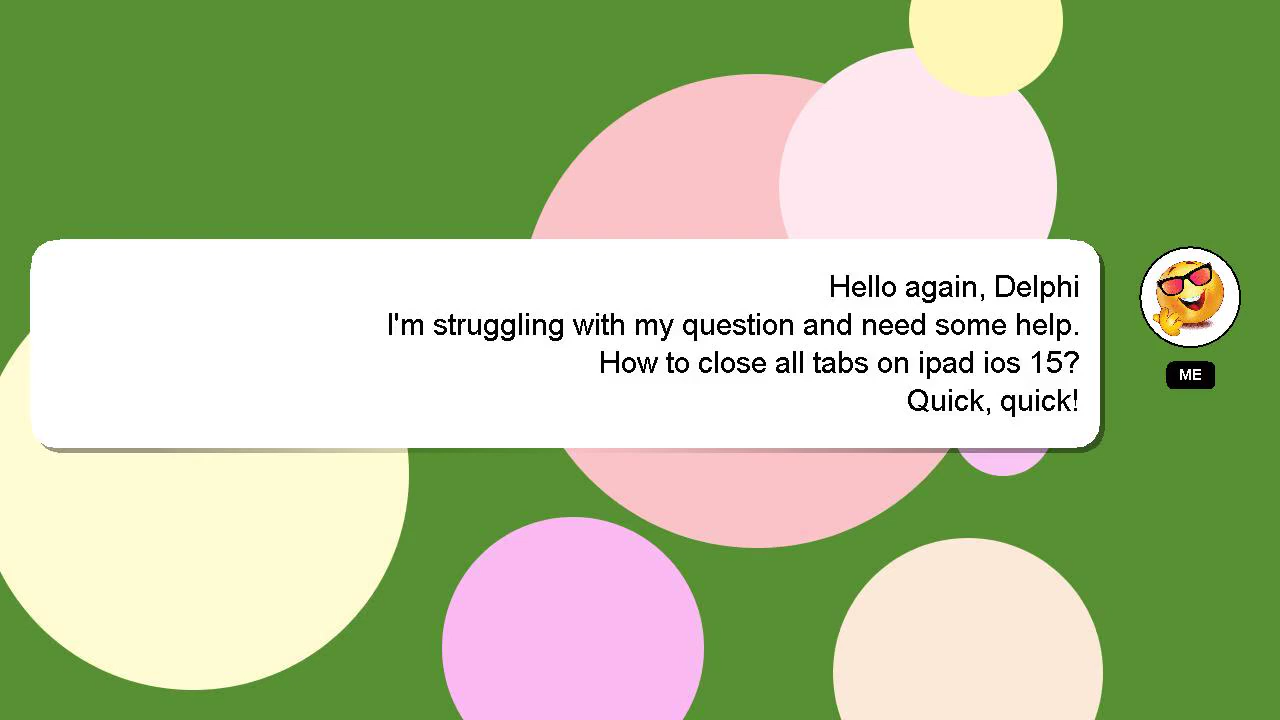 Hello again, Delphi
I'm struggling with my question and need some help.
How to close all tabs on ipad ios 15?
Quick, quick!
ME